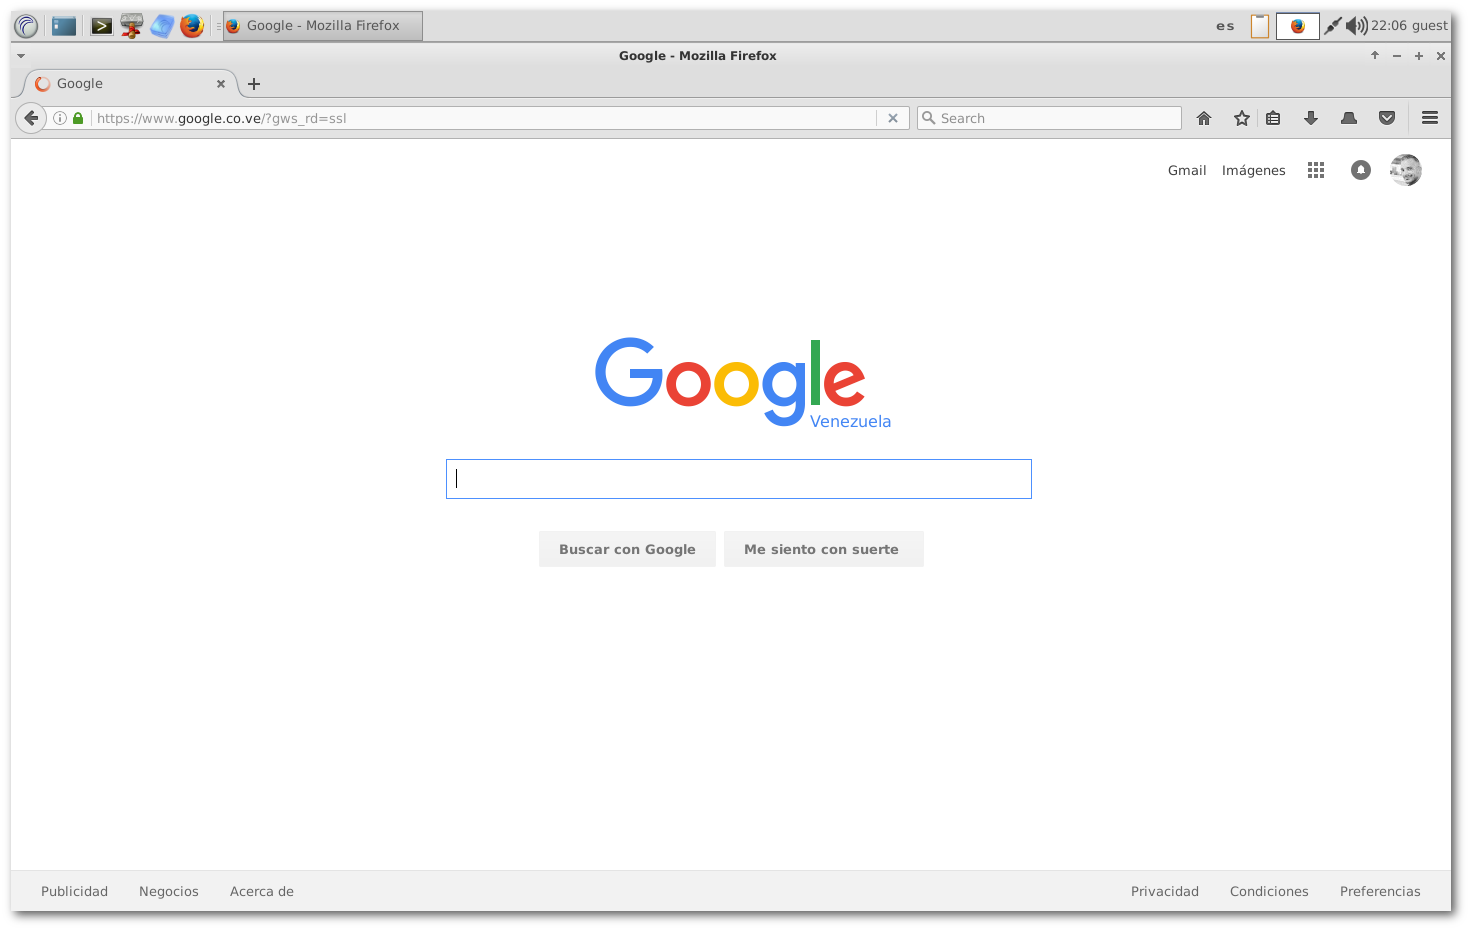 Google - Mozilla Firefox es 22:06 guest
Google - Mozilla Firefox
Google
https://www.google.co.ve/?gws_rd=ssl Search
Gmail Imágenes
Google
Venezuela
Buscar con Google Me siento con suerte
Publicidad Negocios Acerca de Privacidad Condiciones Preferencias